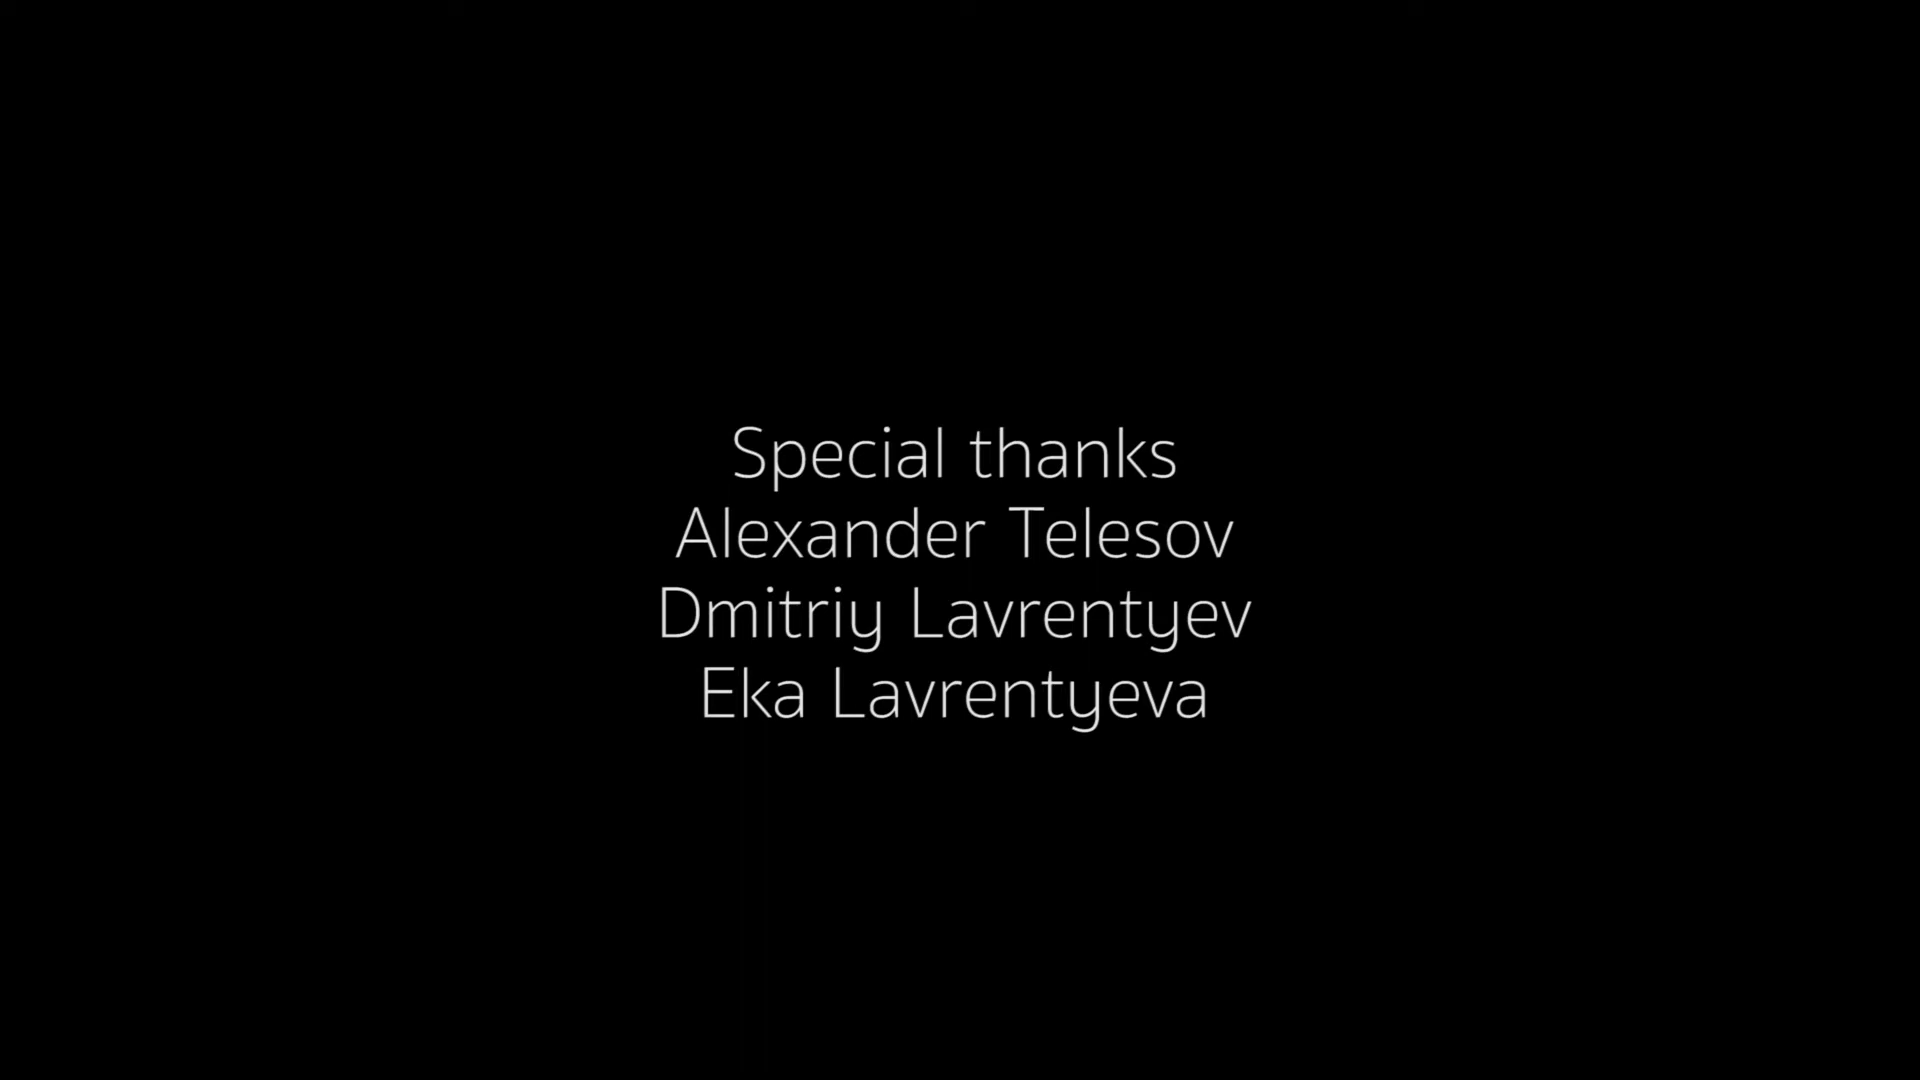 Special thanks
Alexander Telesov
Dmitriy Lavrentyev
Eka Lavrentyeva